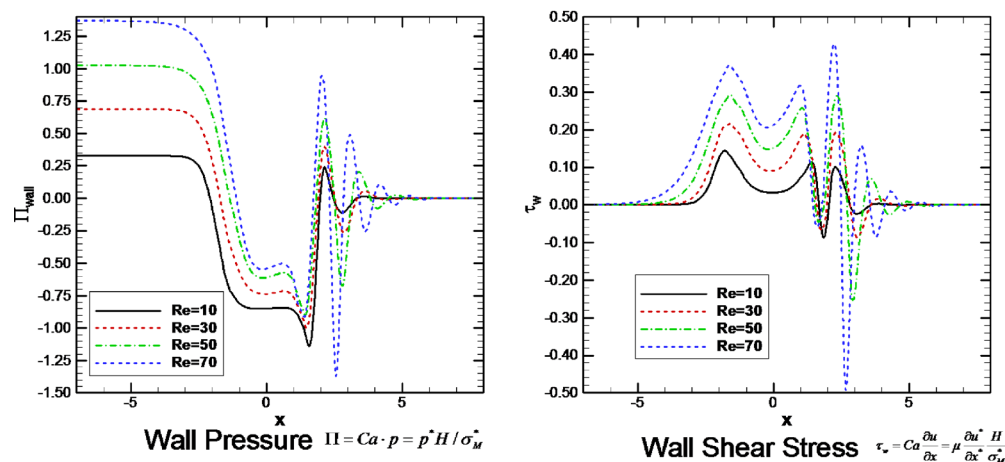 1.25
1.00
0.75
0.50
0.25
0.00
-0.25
-0.50
-0.75
-1.00
-1.25
-1.50
Π_wall
Re=10
Re=30
Re=50
Re=70
-5 0 5
x
Wall Pressure Π = Ca · p = p* H / σ*_M
0.50
0.40
0.30
0.20
0.10
0.00
-0.10
-0.20
-0.30
-0.40
-0.50
τ_w
Re=10
Re=30
Re=50
Re=70
-5 0 5
x
Wall Shear Stress τ_w = Ca ∂u/∂x = μ ∂u*/∂x* H/σ*_M